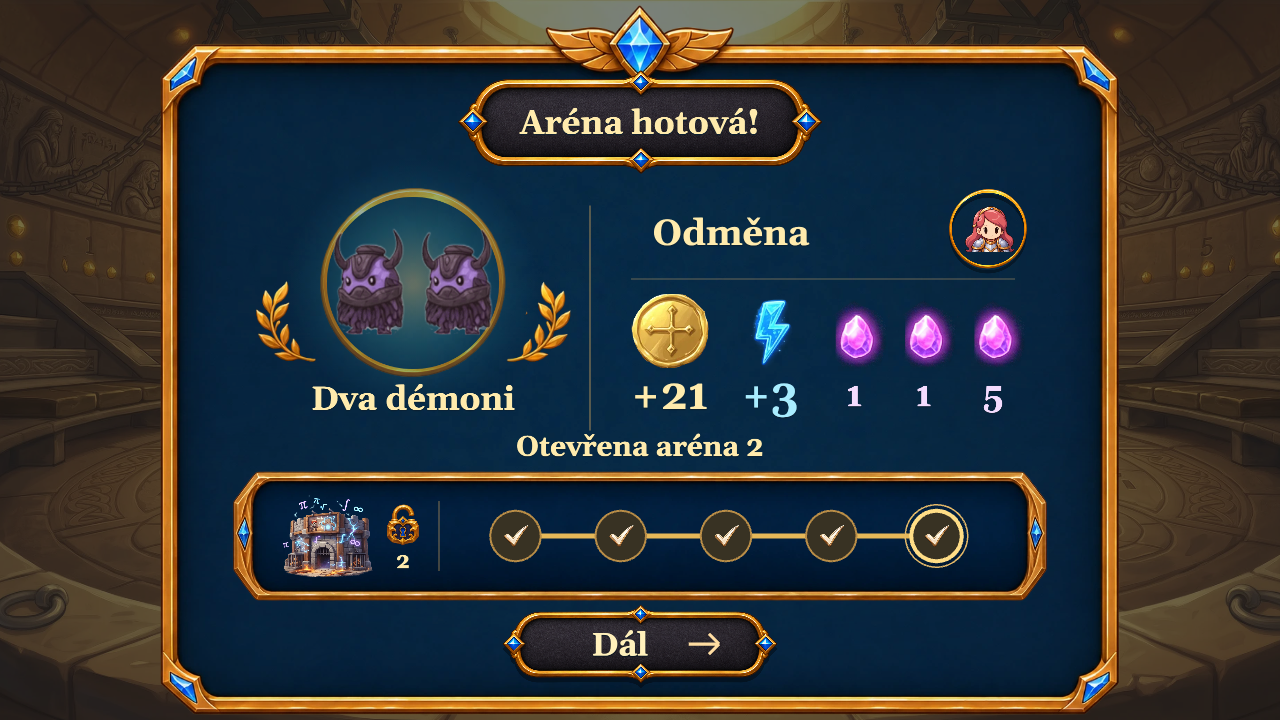 Aréna hotová!
Odměna
+21 +3 1 1 5
Dva démoni
Otevřena aréna 2
2
Dál →